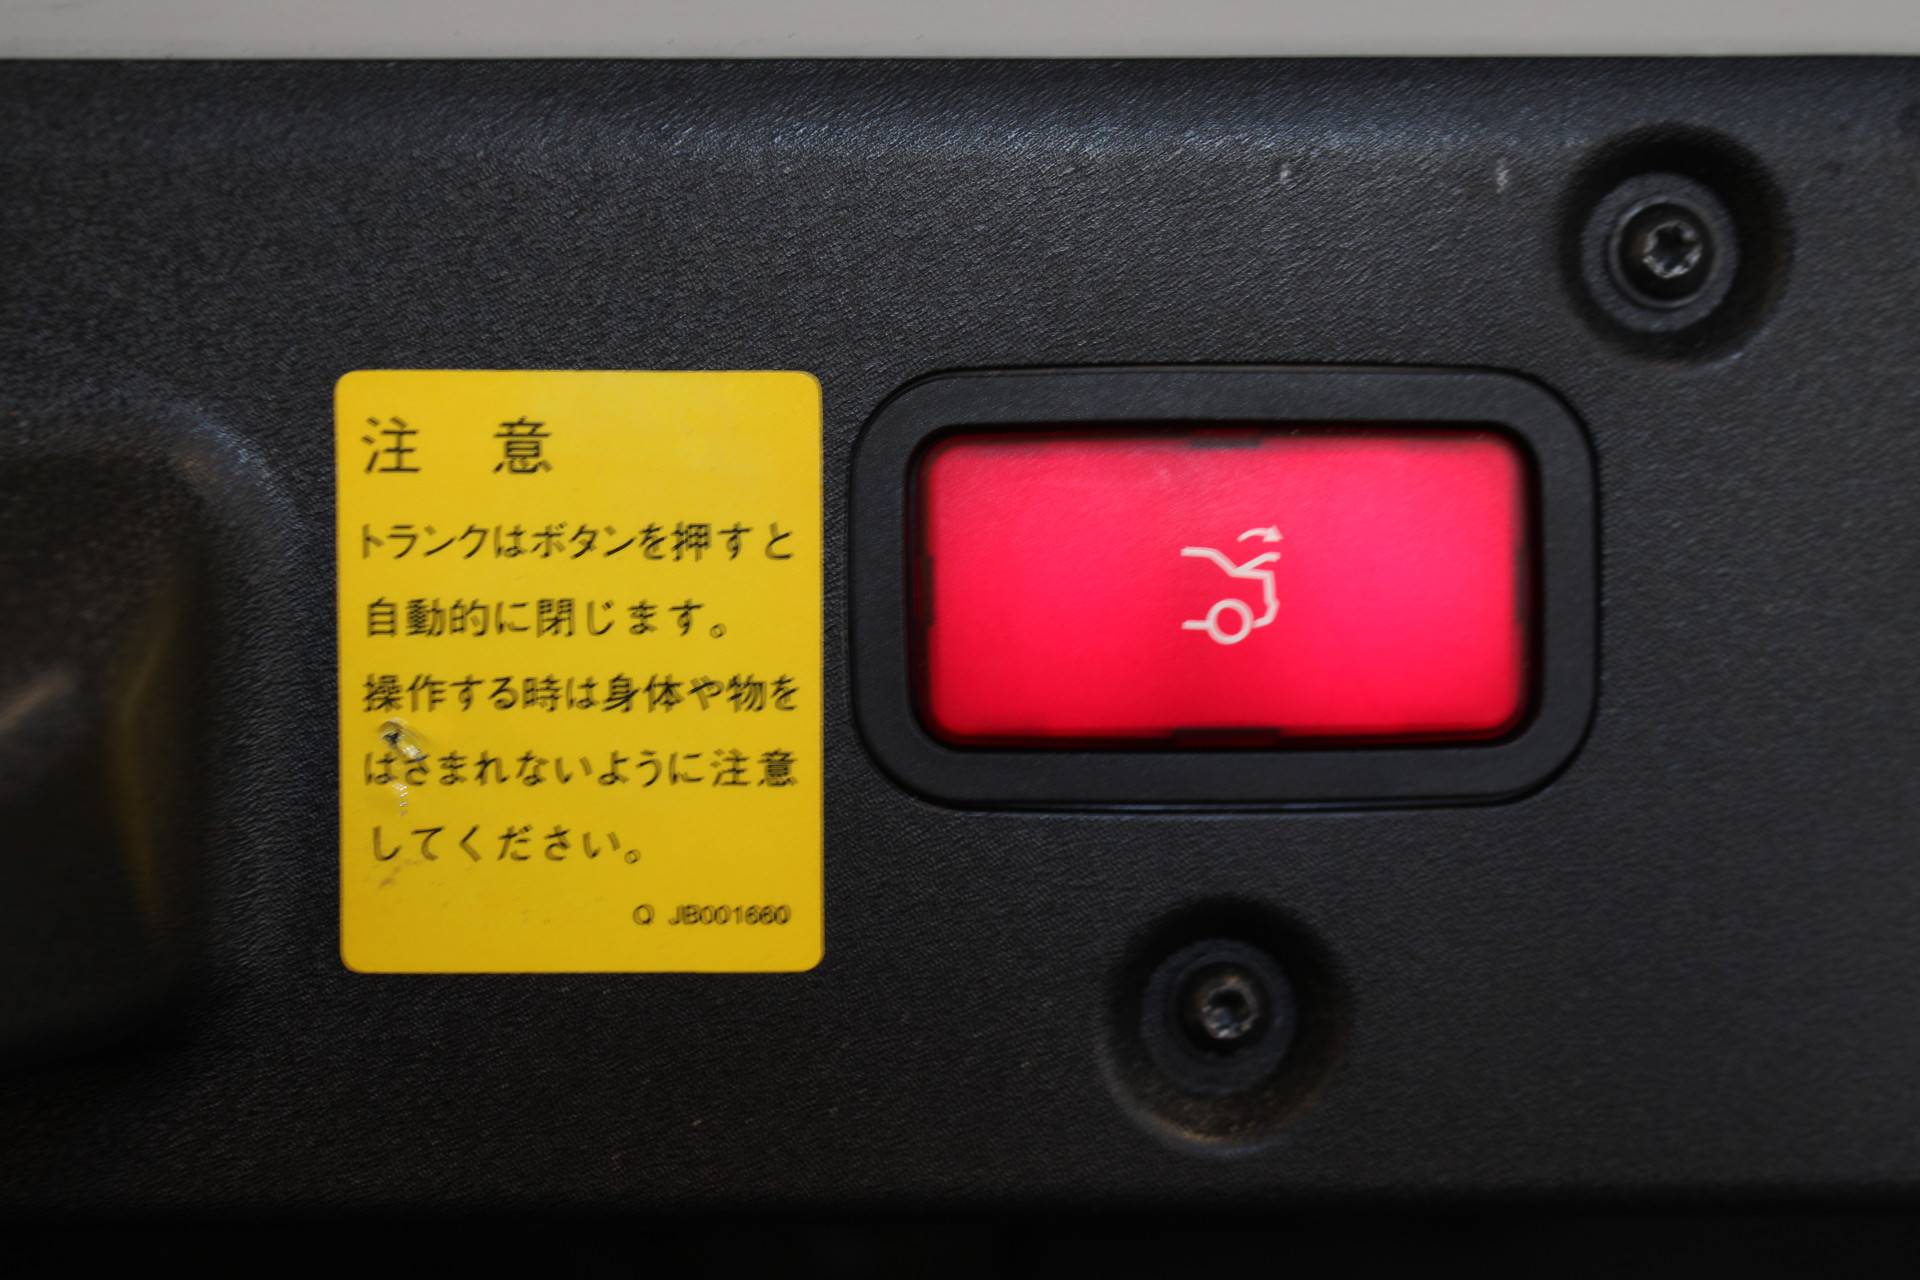 注 意
トランクはボタンを押すと
自動的に閉じます。
操作する時は身体や物を
はさまれないように注意
してください。
Q JB001660